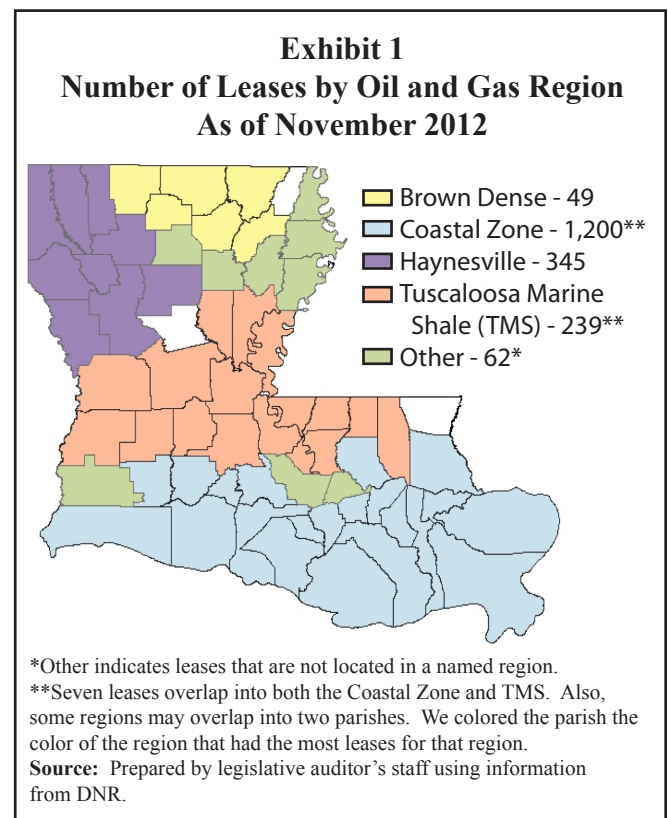 Exhibit 1
Number of Leases by Oil and Gas Region
As of November 2012
Brown Dense - 49
Coastal Zone - 1,200**
Haynesville - 345
Tuscaloosa Marine
Shale (TMS) - 239**
Other - 62*
*Other indicates leases that are not located in a named region.
**Seven leases overlap into both the Coastal Zone and TMS.  Also,
some regions may overlap into two parishes.  We colored the parish the
color of the region that had the most leases for that region.
Source:  Prepared by legislative auditor’s staff using information
from DNR.